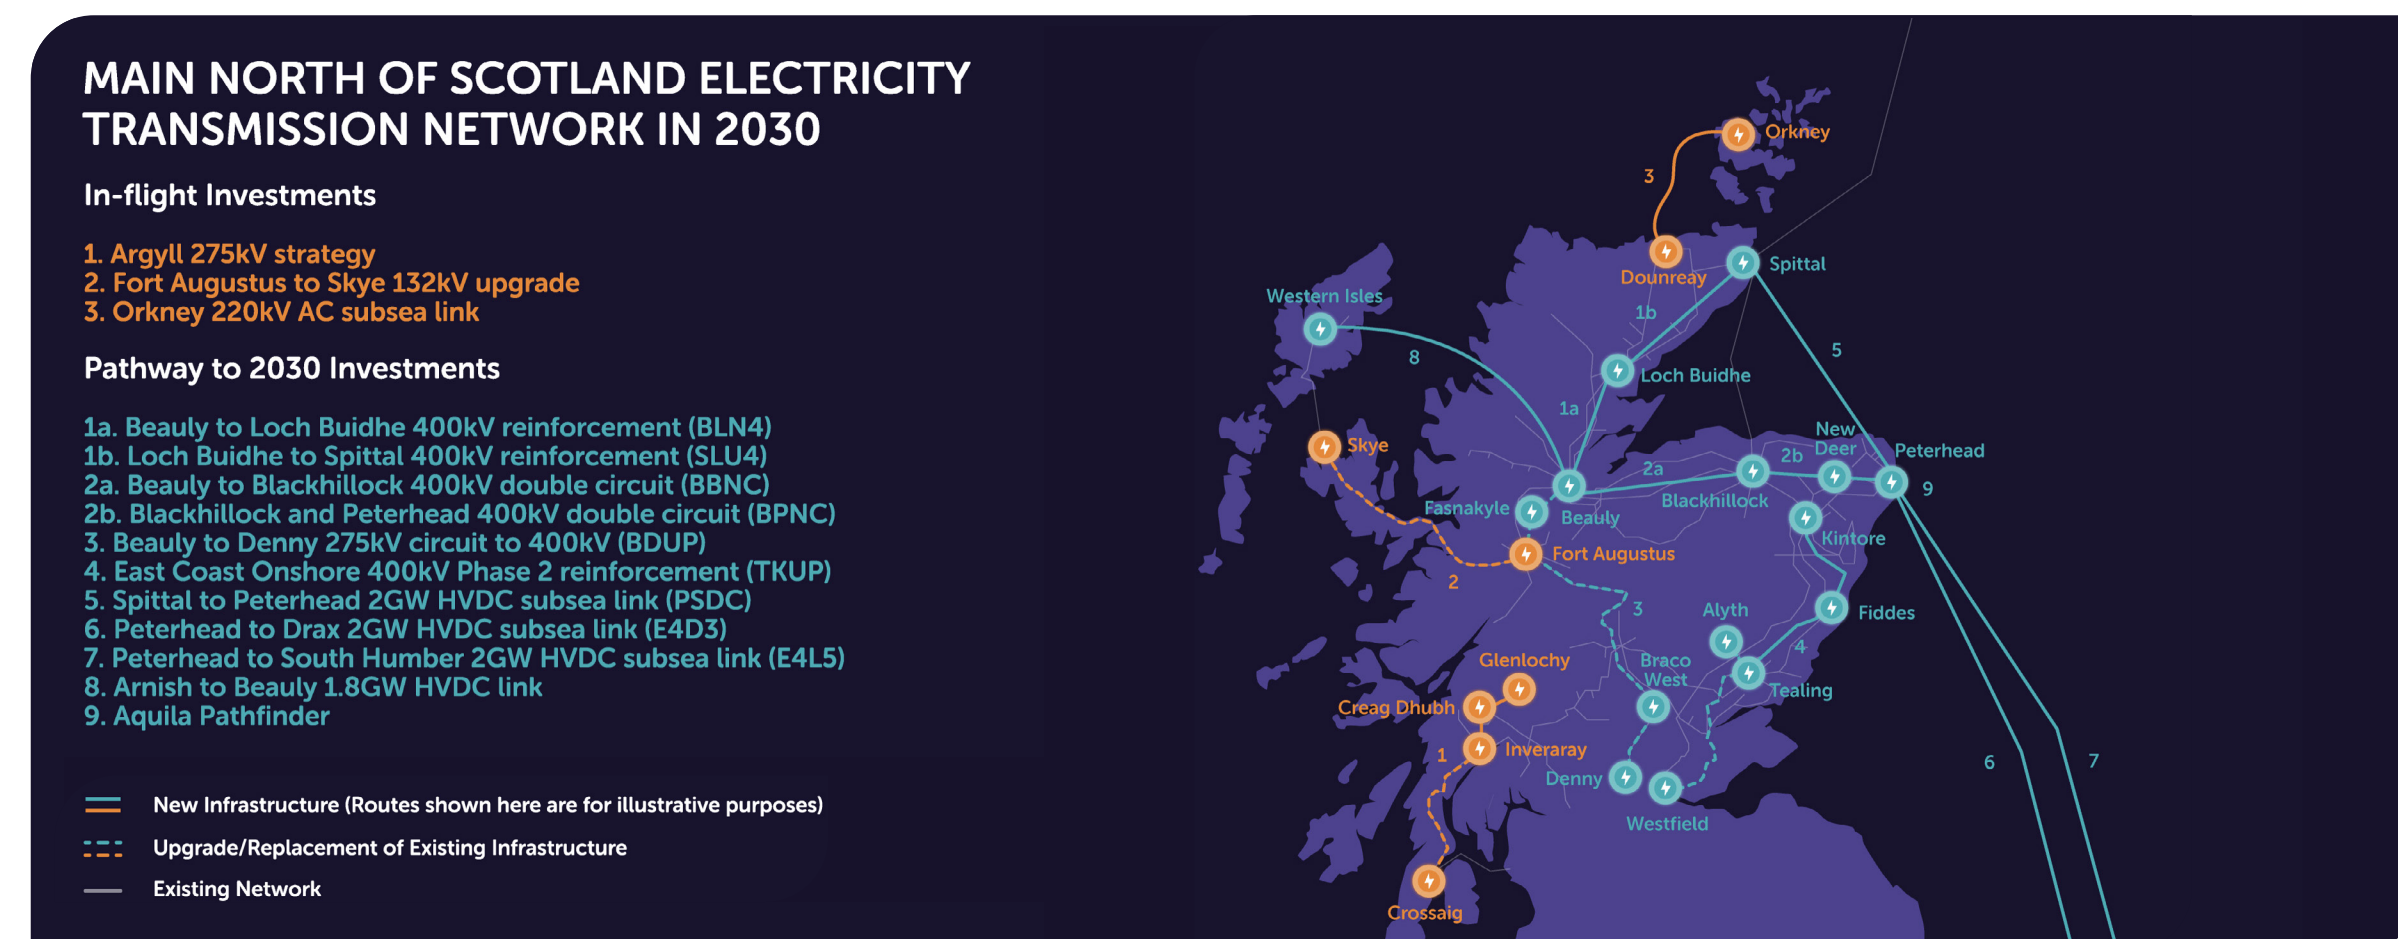 MAIN NORTH OF SCOTLAND ELECTRICITY
TRANSMISSION NETWORK IN 2030
In-flight Investments
1. Argyll 275kV strategy
2. Fort Augustus to Skye 132kV upgrade
3. Orkney 220kV AC subsea link
Pathway to 2030 Investments
1a. Beauly to Loch Buidhe 400kV reinforcement (BLN4)
1b. Loch Buidhe to Spittal 400kV reinforcement (SLU4)
2a. Beauly to Blackhillock 400kV double circuit (BBNC)
2b. Blackhillock and Peterhead 400kV double circuit (BPNC)
3. Beauly to Denny 275kV circuit to 400kV (BDUP)
4. East Coast Onshore 400kV Phase 2 reinforcement (TKUP)
5. Spittal to Peterhead 2GW HVDC subsea link (PSDC)
6. Peterhead to Drax 2GW HVDC subsea link (E4D3)
7. Peterhead to South Humber 2GW HVDC subsea link (E4L5)
8. Arnish to Beauly 1.8GW HVDC link
9. Aquila Pathfinder
New Infrastructure (Routes shown here are for illustrative purposes)
Upgrade/Replacement of Existing Infrastructure
Existing Network
Orkney
3
Dounreay
Spittal
Western Isles
1b
8
5
Loch Buidhe
1a
New
Deer
Skye
2a
2b
Peterhead
9
Blackhillock
Fasnakyle
Beauly
Kintore
Fort Augustus
2
3
Alyth
Fiddes
4
Glenlochy
Braco
West
Tealing
Creag Dhubh
1
Inveraray
Denny
6
7
Westfield
Crossaig